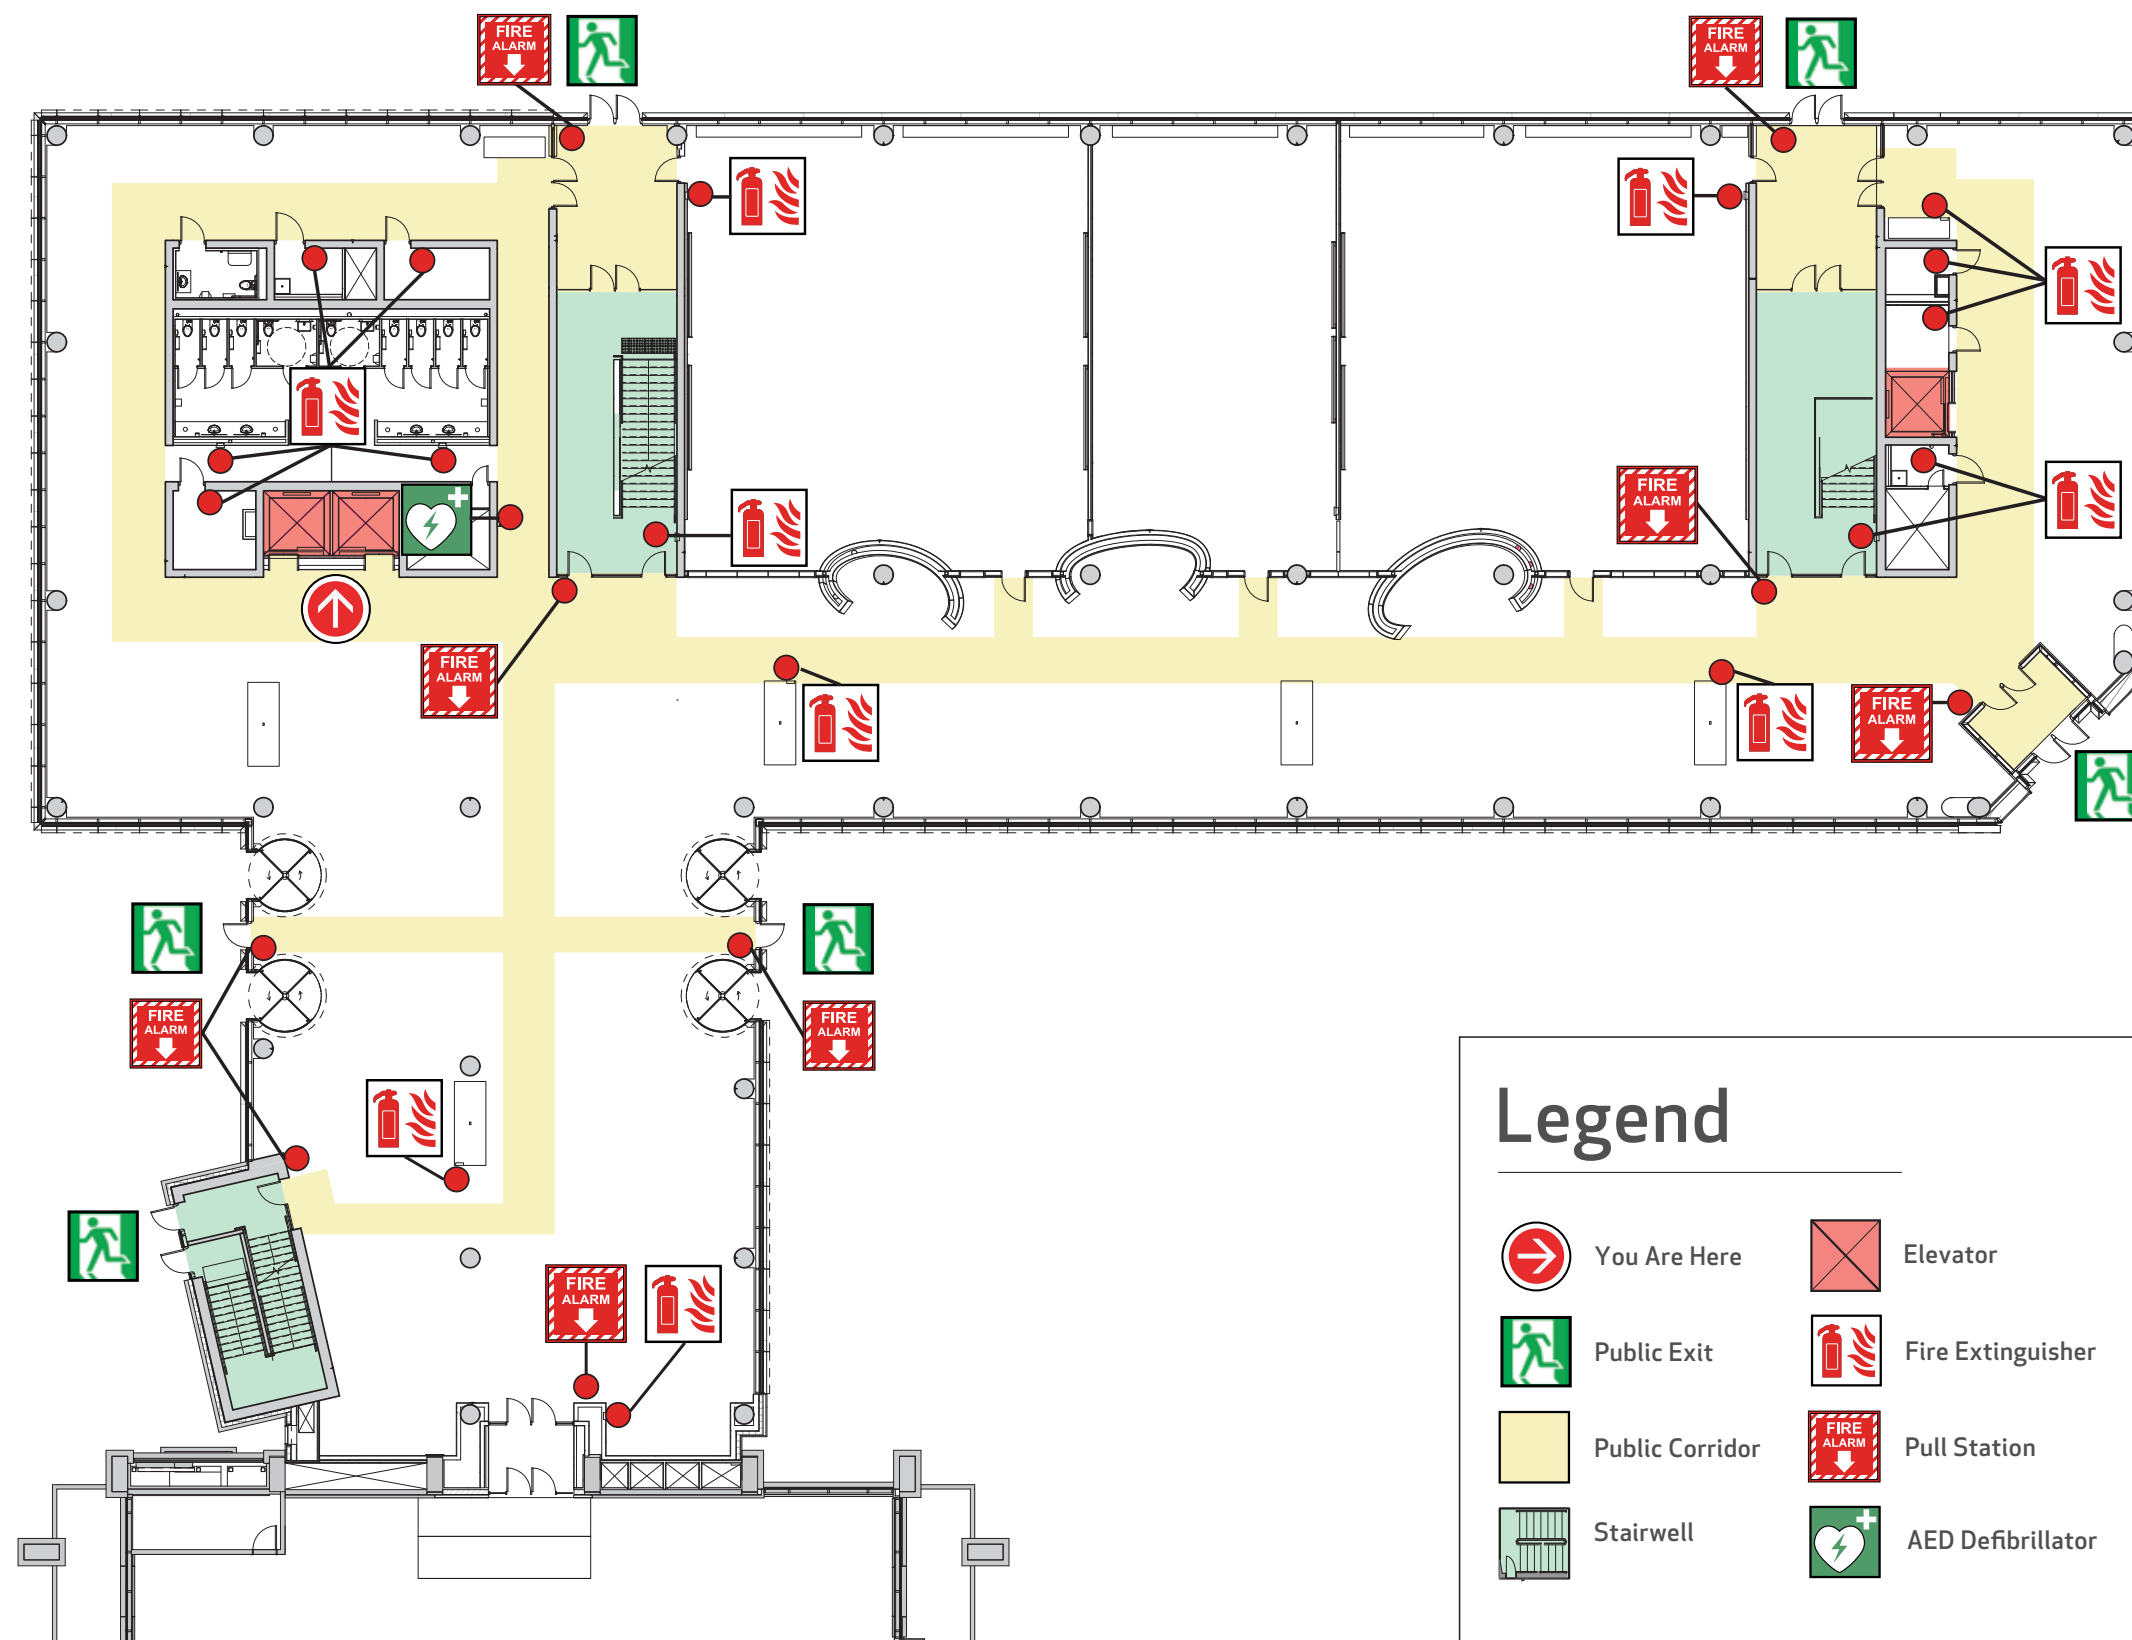 FIRE
ALARM
FIRE
ALARM
FIRE
ALARM
FIRE
ALARM
FIRE
ALARM
FIRE
ALARM
FIRE
ALARM
FIRE
ALARM
Legend
You Are Here
Elevator
Public Exit
Fire Extinguisher
Public Corridor
FIRE
ALARM
Pull Station
Stairwell
AED Defibrillator